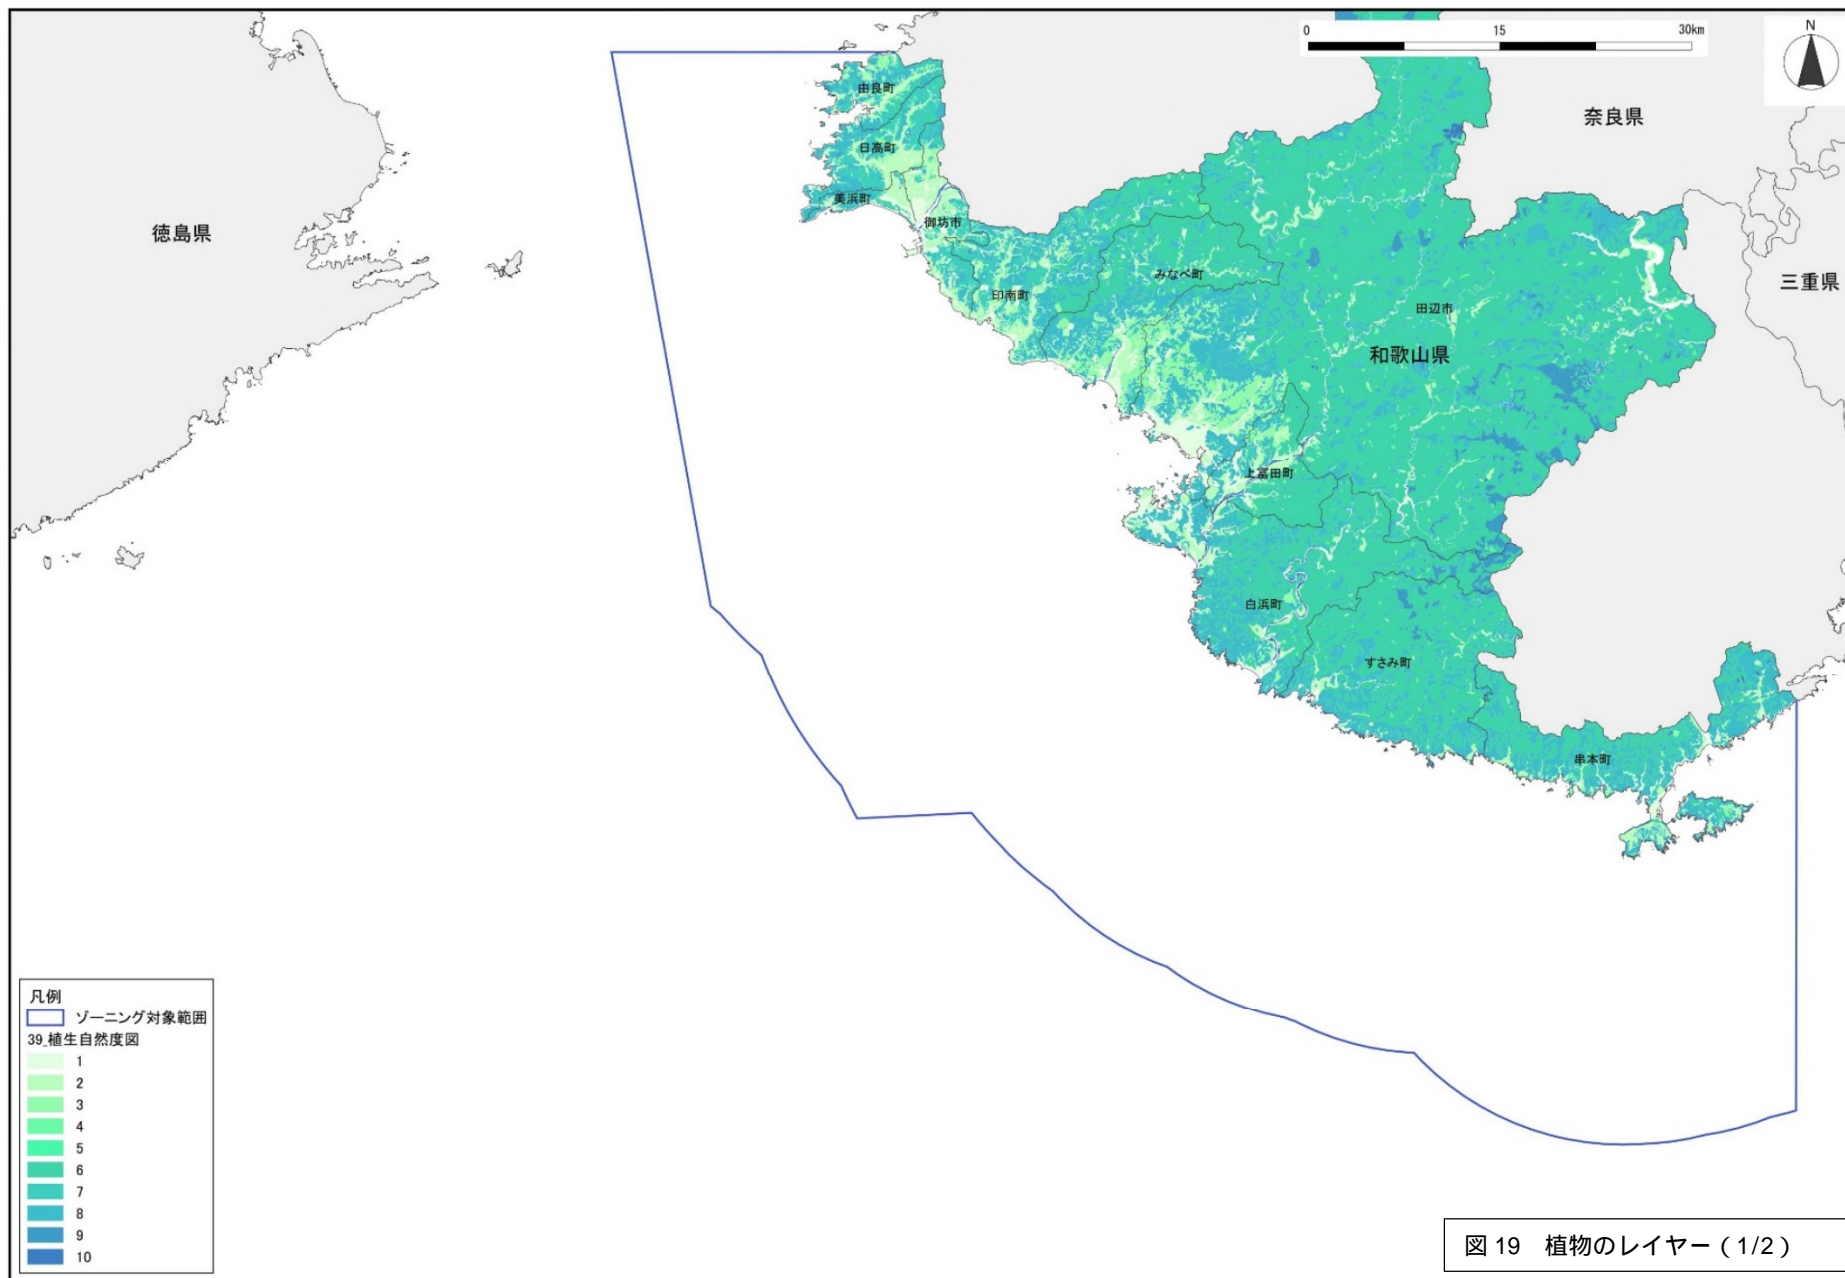 0 15 30km
N
奈良県
由良町
日高町
美浜町
御坊市
徳島県
みなべ町
三重県
印南町
田辺市
和歌山県
上富田町
白浜町
すさみ町
串本町
凡例
ゾーニング対象範囲
39_植生自然度図
1
2
3
4
5
6
7
8
9
10
図 19 植物のレイヤー ( 1/2 )